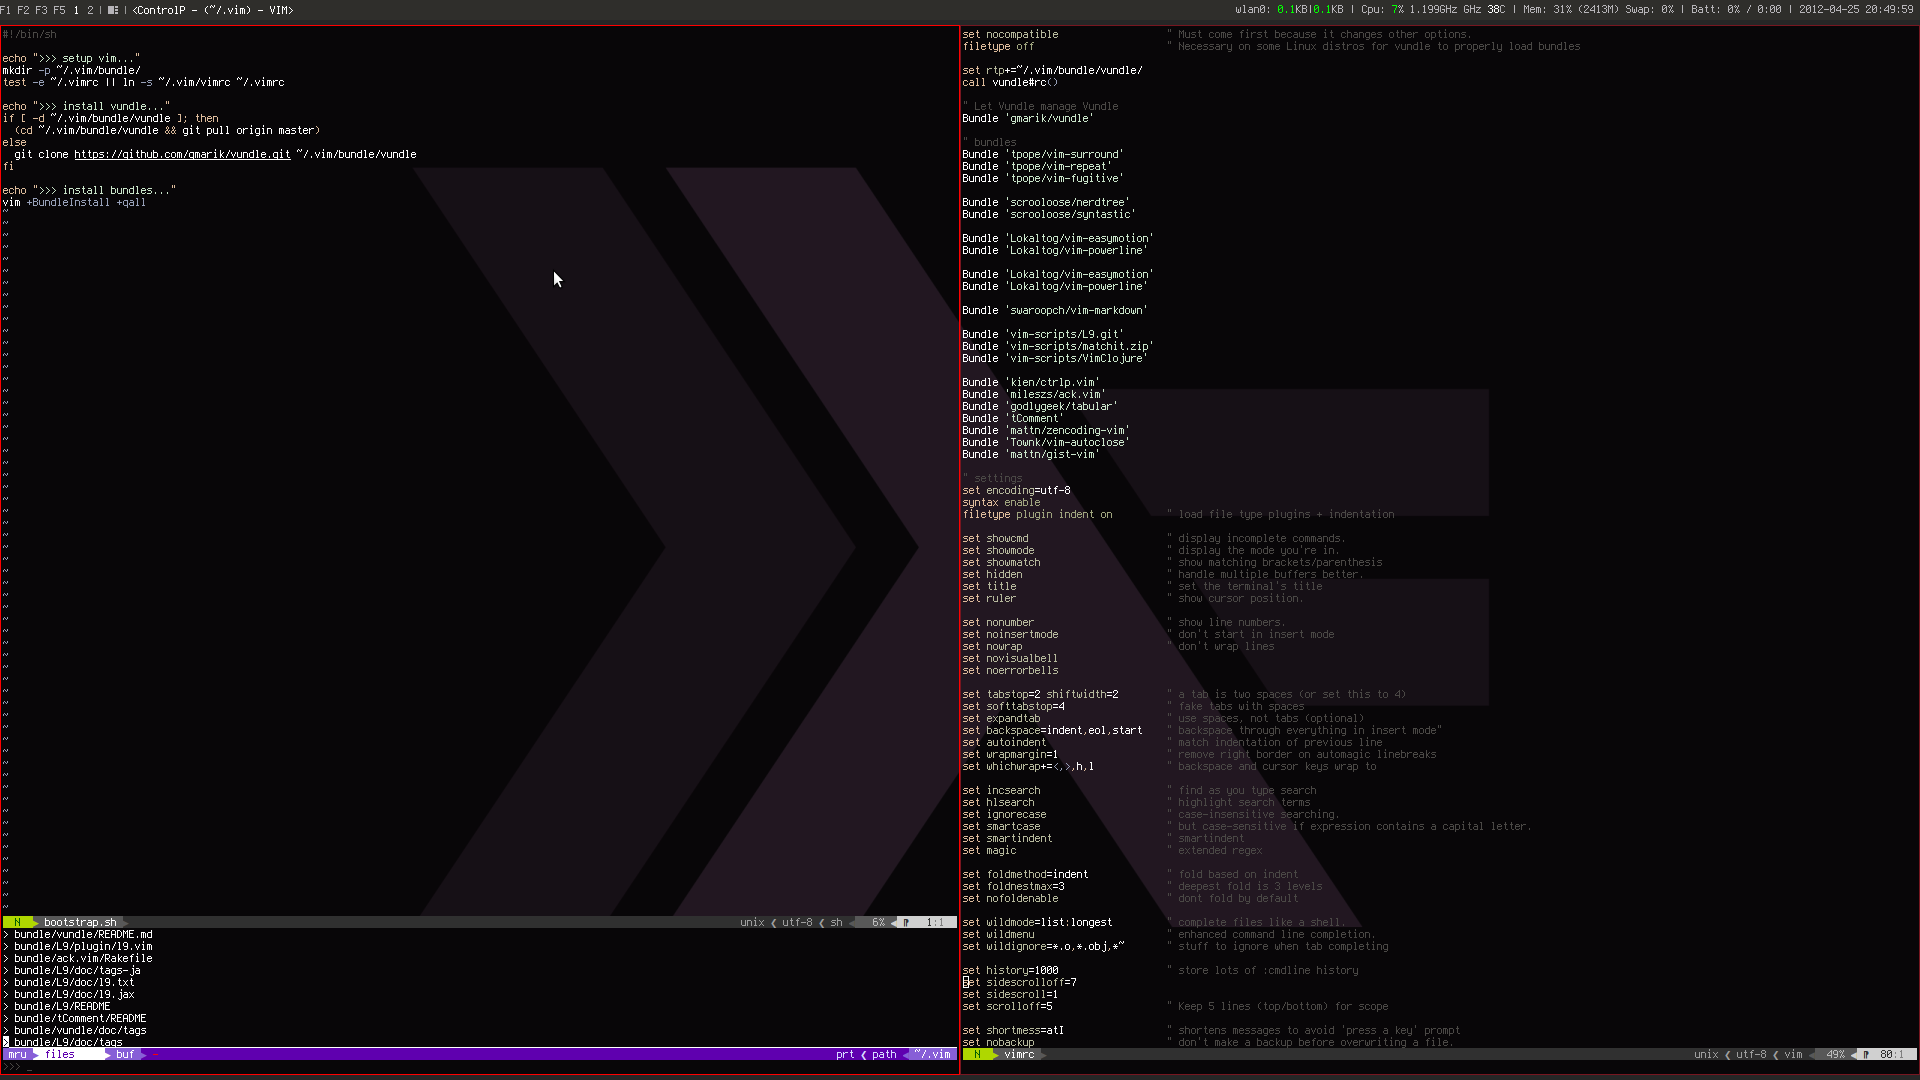 F1 F2 F3 F5 1 2 | | <ControlP - (~/.vim) - VIM>
wlan0: 0.1KB|0.1KB | Cpu: 7% 1.199GHz GHz 38C | Mem: 31% (2413M) Swap: 0% | Batt: 0% / 0:00 | 2012-04-25 20:49:59
#!/bin/sh
echo ">>> setup vim..."
mkdir -p ~/.vim/bundle/
test -e ~/.vimrc || ln -s ~/.vim/vimrc ~/.vimrc
echo ">>> install vundle..."
if [ -d ~/.vim/bundle/vundle ]; then
(cd ~/.vim/bundle/vundle && git pull origin master)
else
git clone https://github.com/gmarik/vundle.git ~/.vim/bundle/vundle
fi
echo ">>> install bundles..."
vim +BundleInstall +qall
N bootstrap.sh unix < utf-8 < sh 6% 1:1
> bundle/vundle/README.md
> bundle/L9/plugin/l9.vim
> bundle/ack.vim/Rakefile
> bundle/L9/doc/tags-ja
> bundle/L9/doc/l9.txt
> bundle/L9/doc/l9.jax
> bundle/L9/README
> bundle/tComment/README
> bundle/vundle/doc/tags
> bundle/L9/doc/tags
mru files buf - prt < path ~/.vim
>>> _
set nocompatible " Must come first because it changes other options.
filetype off " Necessary on some Linux distros for vundle to properly load bundles
set rtp+=~/.vim/bundle/vundle/
call vundle#rc()
" Let Vundle manage Vundle
Bundle 'gmarik/vundle'
" bundles
Bundle 'tpope/vim-surround'
Bundle 'tpope/vim-repeat'
Bundle 'tpope/vim-fugitive'
Bundle 'scrooloose/nerdtree'
Bundle 'scrooloose/syntastic'
Bundle 'Lokaltog/vim-easymotion'
Bundle 'Lokaltog/vim-powerline'
Bundle 'Lokaltog/vim-easymotion'
Bundle 'Lokaltog/vim-powerline'
Bundle 'swaroopch/vim-markdown'
Bundle 'vim-scripts/L9.git'
Bundle 'vim-scripts/matchit.zip'
Bundle 'vim-scripts/VimClojure'
Bundle 'kien/ctrlp.vim'
Bundle 'mileszs/ack.vim'
Bundle 'godlygeek/tabular'
Bundle 'tComment'
Bundle 'mattn/zencoding-vim'
Bundle 'Townk/vim-autoclose'
Bundle 'mattn/gist-vim'
" settings
set encoding=utf-8
syntax enable
filetype plugin indent on " load file type plugins + indentation
set showcmd " display incomplete commands.
set showmode " display the mode you're in.
set showmatch " show matching brackets/parenthesis
set hidden " handle multiple buffers better.
set title " set the terminal's title
set ruler " show cursor position.
set nonumber " show line numbers.
set noinsertmode " don't start in insert mode
set nowrap " don't wrap lines
set novisualbell
set noerrorbells
set tabstop=2 shiftwidth=2 " a tab is two spaces (or set this to 4)
set softtabstop=4 " fake tabs with spaces
set expandtab " use spaces, not tabs (optional)
set backspace=indent,eol,start " backspace through everything in insert mode"
set autoindent " match indentation of previous line
set wrapmargin=1 " remove right border on automagic linebreaks
set whichwrap+=<,>,h,l " backspace and cursor keys wrap to
set incsearch " find as you type search
set hlsearch " highlight search terms
set ignorecase " case-insensitive searching.
set smartcase " but case-sensitive if expression contains a capital letter.
set smartindent " smartindent
set magic " extended regex
set foldmethod=indent " fold based on indent
set foldnestmax=3 " deepest fold is 3 levels
set nofoldenable " dont fold by default
set wildmode=list:longest " complete files like a shell.
set wildmenu " enhanced command line completion.
set wildignore=*.o,*.obj,*~ " stuff to ignore when tab completing
set history=1000 " store lots of :cmdline history
set sidescrolloff=7
set sidescroll=1
set scrolloff=5 " Keep 5 lines (top/bottom) for scope
set shortmess=atI " shortens messages to avoid 'press a key' prompt
set nobackup " don't make a backup before overwriting a file.
N vimrc unix < utf-8 < vim 49% 80:1